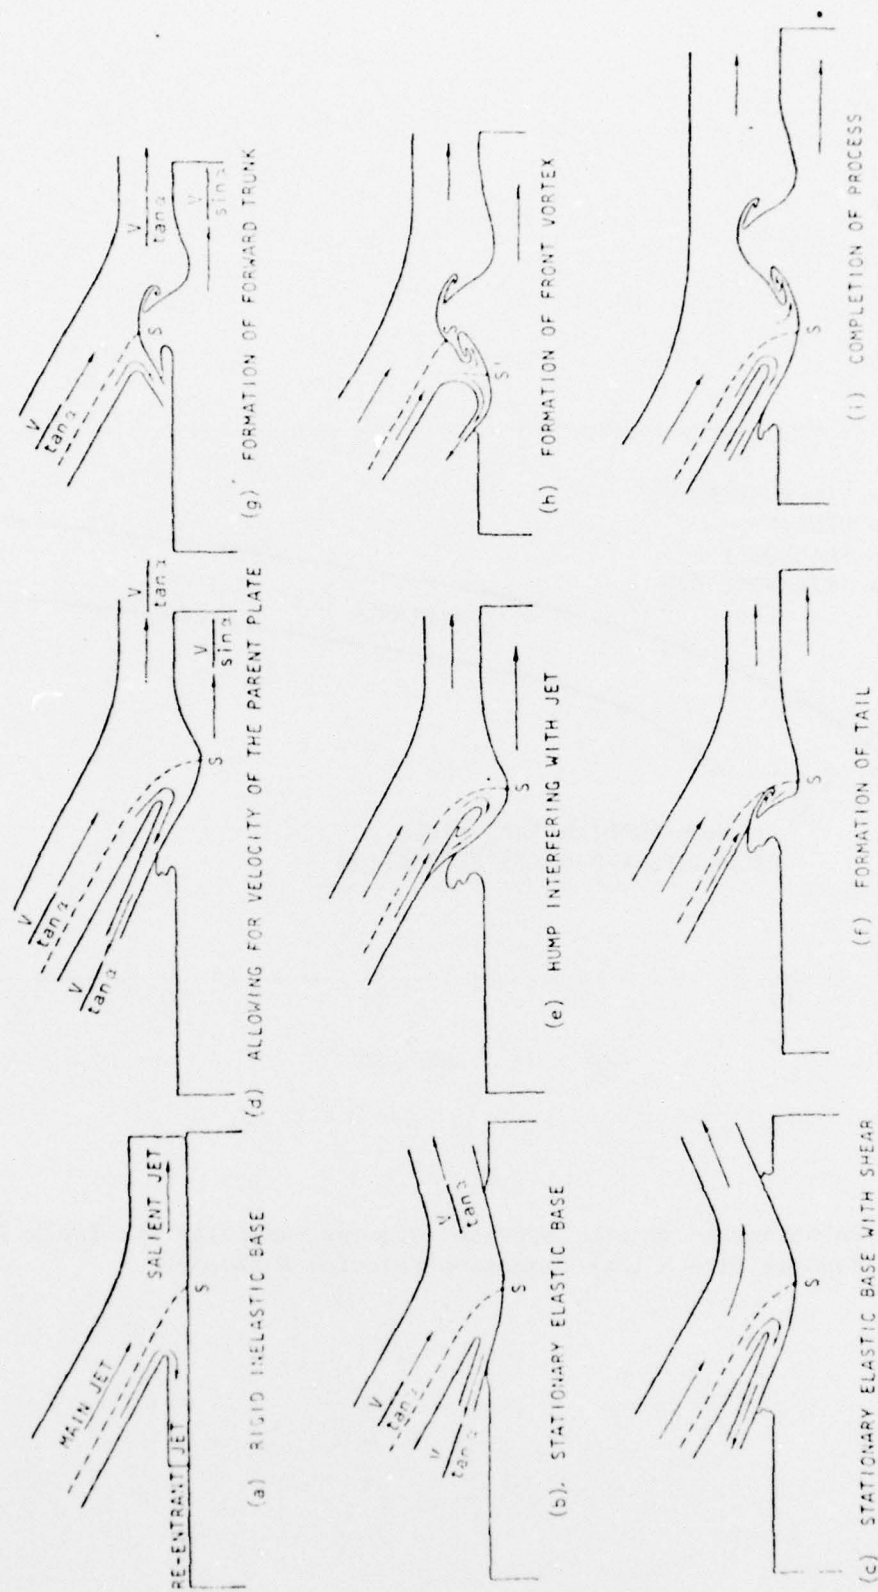 MAIN JET
SALIENT JET
RE-ENTRANT JET
S
(a) RIGID INELASTIC BASE
V
tan α
V
tan α
V
tan α
S
(b). STATIONARY ELASTIC BASE
S
(c) STATIONARY ELASTIC BASE WITH SHEAR
V
tan α
V
tan α
V
tan α
V
sin α
S
(d) ALLOWING FOR VELOCITY OF THE PARENT PLATE
S
(e) HUMP INTERFERING WITH JET
S
(f) FORMATION OF TAIL
V
tan α
V
tan α
V
sin α
S
(g) FORMATION OF FORWARD TRUNK
S
S'
(h) FORMATION OF FRONT VORTEX
S
(i) COMPLETION OF PROCESS